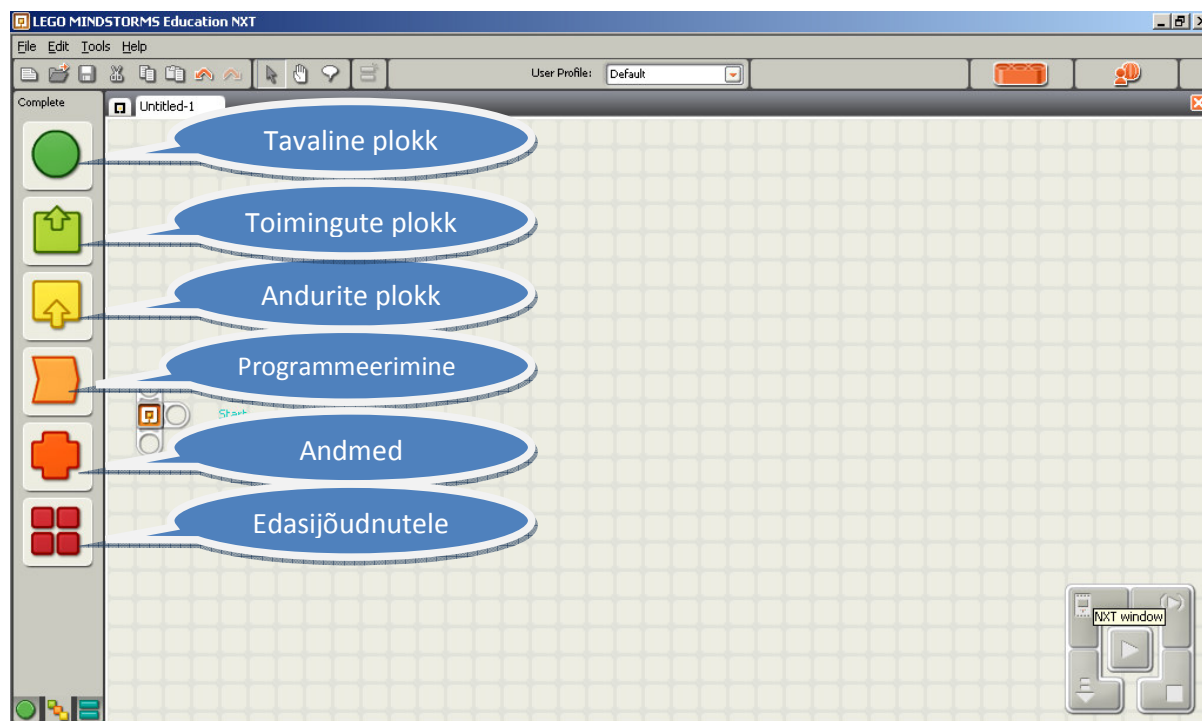 LEGO MINDSTORMS Education NXT
File Edit Tools Help
User Profile: Default
Complete
Untitled-1
Tavaline plokk
Toimingute plokk
Andurite plokk
Programmeerimine
Start
Andmed
Edasijõudnutele
NXT window